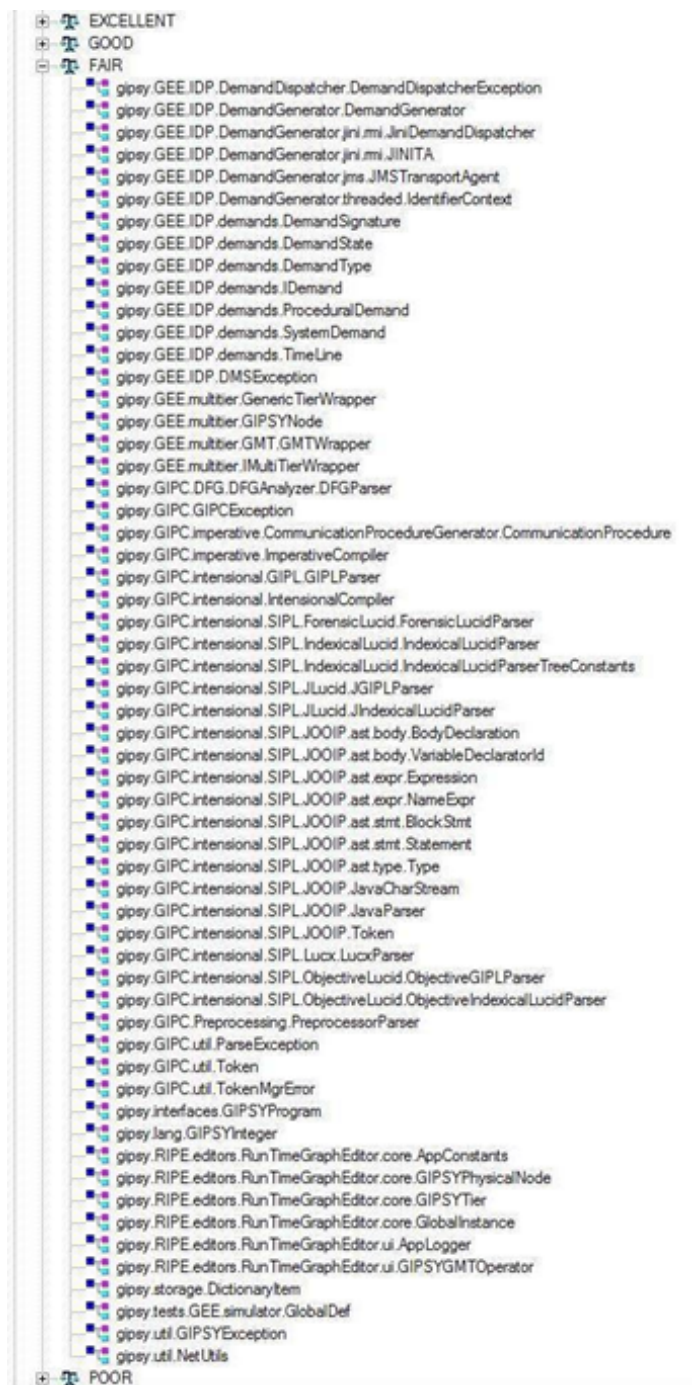 EXCELLENT
GOOD
FAIR
gipsy.GEE.IDP.DemandDispatcher.DemandDispatcherException
gipsy.GEE.IDP.DemandGenerator.DemandGenerator
gipsy.GEE.IDP.DemandGenerator.jini.rmi.JiniDemandDispatcher
gipsy.GEE.IDP.DemandGenerator.jini.rmi.JINITA
gipsy.GEE.IDP.DemandGenerator.jms.JMSTransportAgent
gipsy.GEE.IDP.DemandGenerator.threaded.IdentifierContext
gipsy.GEE.IDP.demands.DemandSignature
gipsy.GEE.IDP.demands.DemandState
gipsy.GEE.IDP.demands.DemandType
gipsy.GEE.IDP.demands.IDemand
gipsy.GEE.IDP.demands.ProceduralDemand
gipsy.GEE.IDP.demands.SystemDemand
gipsy.GEE.IDP.demands.TimeLine
gipsy.GEE.IDP.DMSException
gipsy.GEE.multitier.GenericTierWrapper
gipsy.GEE.multitier.GIPSYNode
gipsy.GEE.multitier.GMT.GMTWrapper
gipsy.GEE.multitier.IMultiTierWrapper
gipsy.GIPC.DFG.DFGAnalyzer.DFGParser
gipsy.GIPC.GIPCException
gipsy.GIPC.imperative.CommunicationProcedureGenerator.CommunicationProcedure
gipsy.GIPC.imperative.ImperativeCompiler
gipsy.GIPC.intensional.GIPL.GIPLParser
gipsy.GIPC.intensional.IntensionalCompiler
gipsy.GIPC.intensional.SIPL.ForensicLucid.ForensicLucidParser
gipsy.GIPC.intensional.SIPL.IndexicalLucid.IndexicalLucidParser
gipsy.GIPC.intensional.SIPL.IndexicalLucid.IndexicalLucidParserTreeConstants
gipsy.GIPC.intensional.SIPL.JLucid.JGIPLParser
gipsy.GIPC.intensional.SIPL.JLucid.JIndexicalLucidParser
gipsy.GIPC.intensional.SIPL.JOOIP.ast.body.BodyDeclaration
gipsy.GIPC.intensional.SIPL.JOOIP.ast.body.VariableDeclaratorId
gipsy.GIPC.intensional.SIPL.JOOIP.ast.expr.Expression
gipsy.GIPC.intensional.SIPL.JOOIP.ast.expr.NameExpr
gipsy.GIPC.intensional.SIPL.JOOIP.ast.stmt.BlockStmt
gipsy.GIPC.intensional.SIPL.JOOIP.ast.stmt.Statement
gipsy.GIPC.intensional.SIPL.JOOIP.ast.type.Type
gipsy.GIPC.intensional.SIPL.JOOIP.JavaCharStream
gipsy.GIPC.intensional.SIPL.JOOIP.JavaParser
gipsy.GIPC.intensional.SIPL.JOOIP.Token
gipsy.GIPC.intensional.SIPL.Lucx.LucxParser
gipsy.GIPC.intensional.SIPL.ObjectiveLucid.ObjectiveGIPLParser
gipsy.GIPC.intensional.SIPL.ObjectiveLucid.ObjectiveIndexicalLucidParser
gipsy.GIPC.Preprocessing.PreprocessorParser
gipsy.GIPC.util.ParseException
gipsy.GIPC.util.Token
gipsy.GIPC.util.TokenMgrError
gipsy.interfaces.GIPSYProgram
gipsy.lang.GIPSYInteger
gipsy.RIPE.editors.RunTimeGraphEditor.core.AppConstants
gipsy.RIPE.editors.RunTimeGraphEditor.core.GIPSYPhysicalNode
gipsy.RIPE.editors.RunTimeGraphEditor.core.GIPSYTier
gipsy.RIPE.editors.RunTimeGraphEditor.core.GlobalInstance
gipsy.RIPE.editors.RunTimeGraphEditor.ui.AppLogger
gipsy.RIPE.editors.RunTimeGraphEditor.ui.GIPSYGMTOperator
gipsy.storage.DictionaryItem
gipsy.tests.GEE.simulator.GlobalDef
gipsy.util.GIPSYException
gipsy.util.NetUtils
POOR